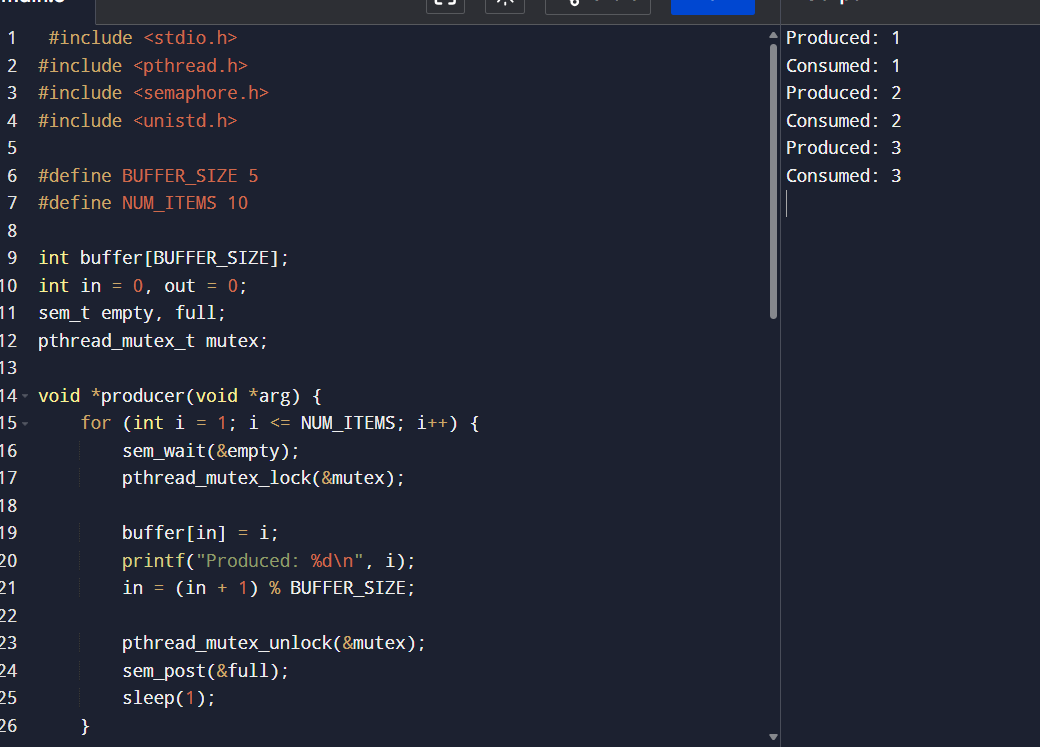 1 #include <stdio.h>
2 #include <pthread.h>
3 #include <semaphore.h>
4 #include <unistd.h>
5
6 #define BUFFER_SIZE 5
7 #define NUM_ITEMS 10
8
9 int buffer[BUFFER_SIZE];
10 int in = 0, out = 0;
11 sem_t empty, full;
12 pthread_mutex_t mutex;
13
14 void *producer(void *arg) {
15     for (int i = 1; i <= NUM_ITEMS; i++) {
16         sem_wait(&empty);
17         pthread_mutex_lock(&mutex);
18
19         buffer[in] = i;
20         printf("Produced: %d\n", i);
21         in = (in + 1) % BUFFER_SIZE;
22
23         pthread_mutex_unlock(&mutex);
24         sem_post(&full);
25         sleep(1);
26     }
Produced: 1
Consumed: 1
Produced: 2
Consumed: 2
Produced: 3
Consumed: 3